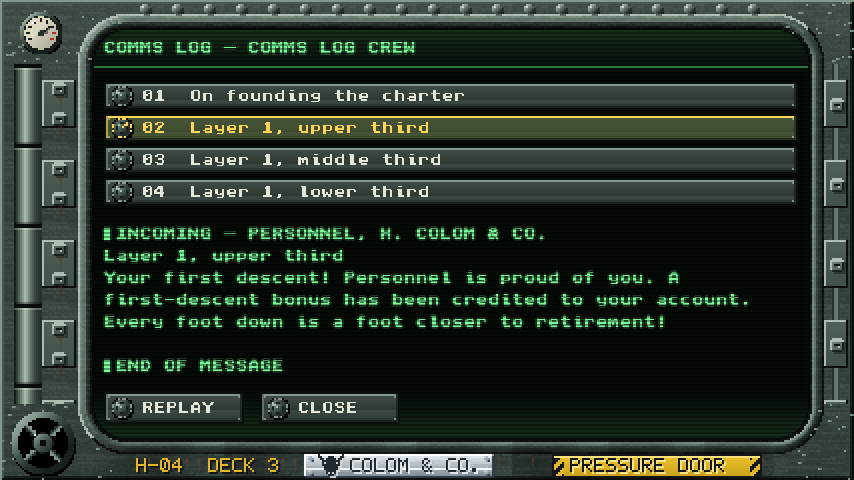 COMMS LOG — COMMS LOG CREW
01 On founding the charter
02 Layer 1, upper third
03 Layer 1, middle third
04 Layer 1, lower third
INCOMING — PERSONNEL, H. COLOM & CO.
Layer 1, upper third
Your first descent! Personnel is proud of you. A
first-descent bonus has been credited to your account.
Every foot down is a foot closer to retirement!
END OF MESSAGE
REPLAY CLOSE
H-04 DECK 3 COLOM & CO. PRESSURE DOOR